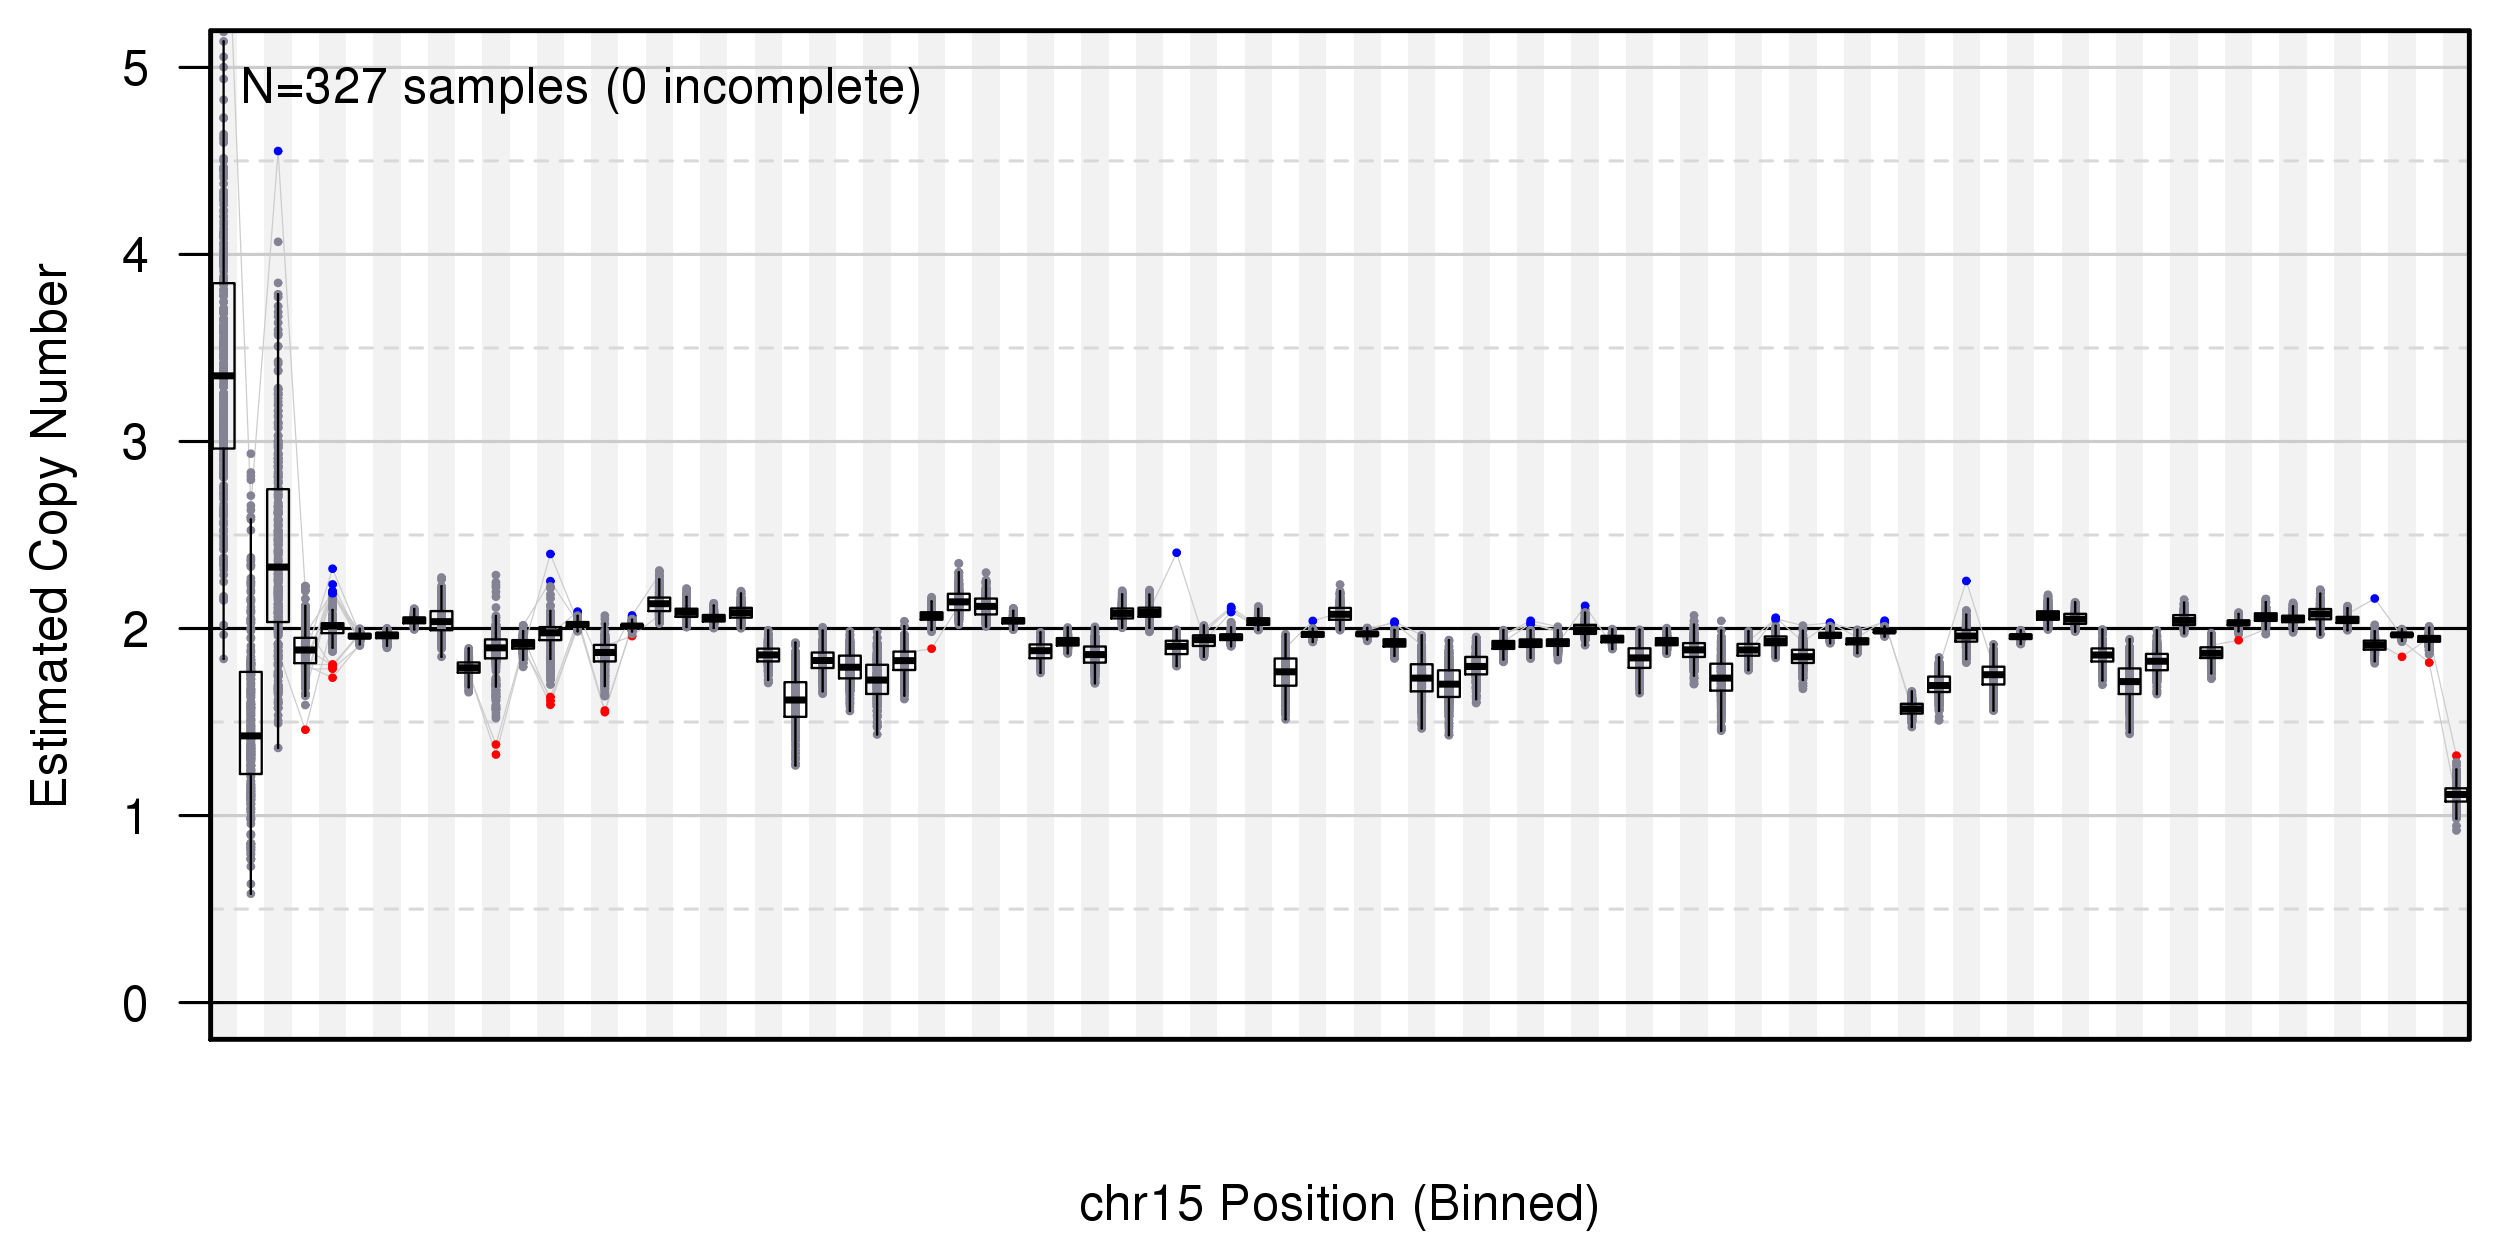 N=327 samples (0 incomplete)
5
4
3
2
1
0
Estimated Copy Number
chr15 Position (Binned)